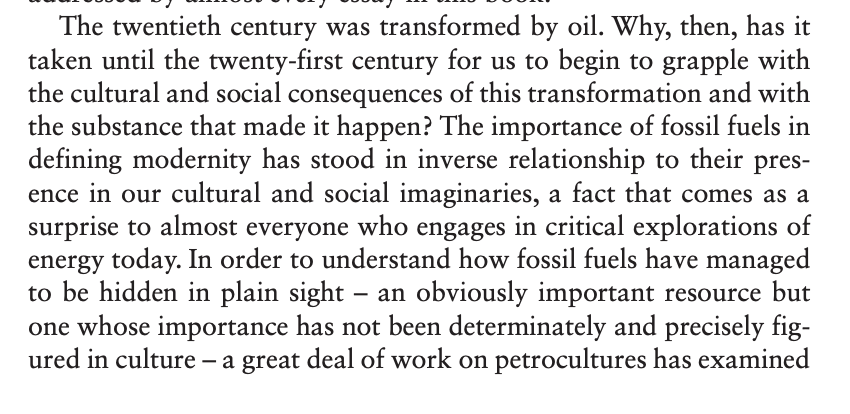 addressed by almost every essay in this book.
The twentieth century was transformed by oil. Why, then, has it
taken until the twenty-first century for us to begin to grapple with
the cultural and social consequences of this transformation and with
the substance that made it happen? The importance of fossil fuels in
defining modernity has stood in inverse relationship to their pres-
ence in our cultural and social imaginaries, a fact that comes as a
surprise to almost everyone who engages in critical explorations of
energy today. In order to understand how fossil fuels have managed
to be hidden in plain sight – an obviously important resource but
one whose importance has not been determinately and precisely fig-
ured in culture – a great deal of work on petrocultures has examined